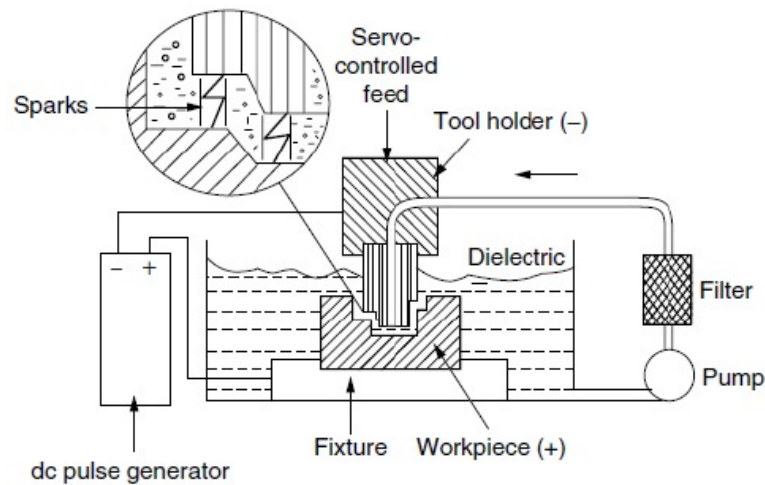 Servo-
controlled
feed
Sparks
Tool holder (–)
Dielectric
– +
Filter
Pump
Fixture
Workpiece (+)
dc pulse generator